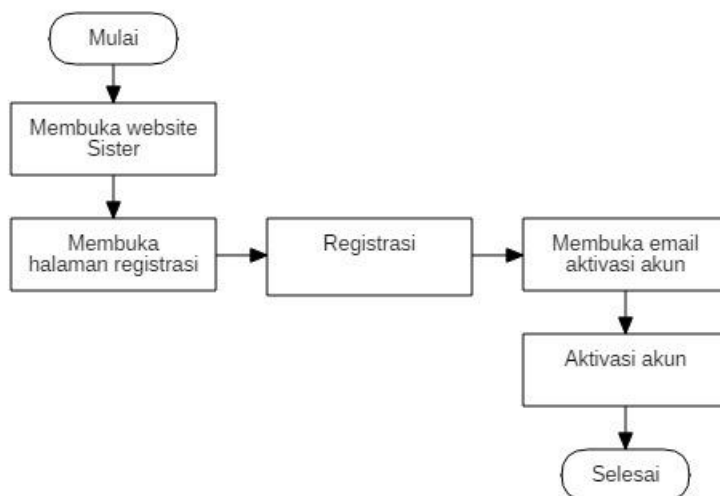 Mulai
Membuka website
Sister
Membuka
halaman registrasi
Registrasi
Membuka email
aktivasi akun
Aktivasi akun
Selesai